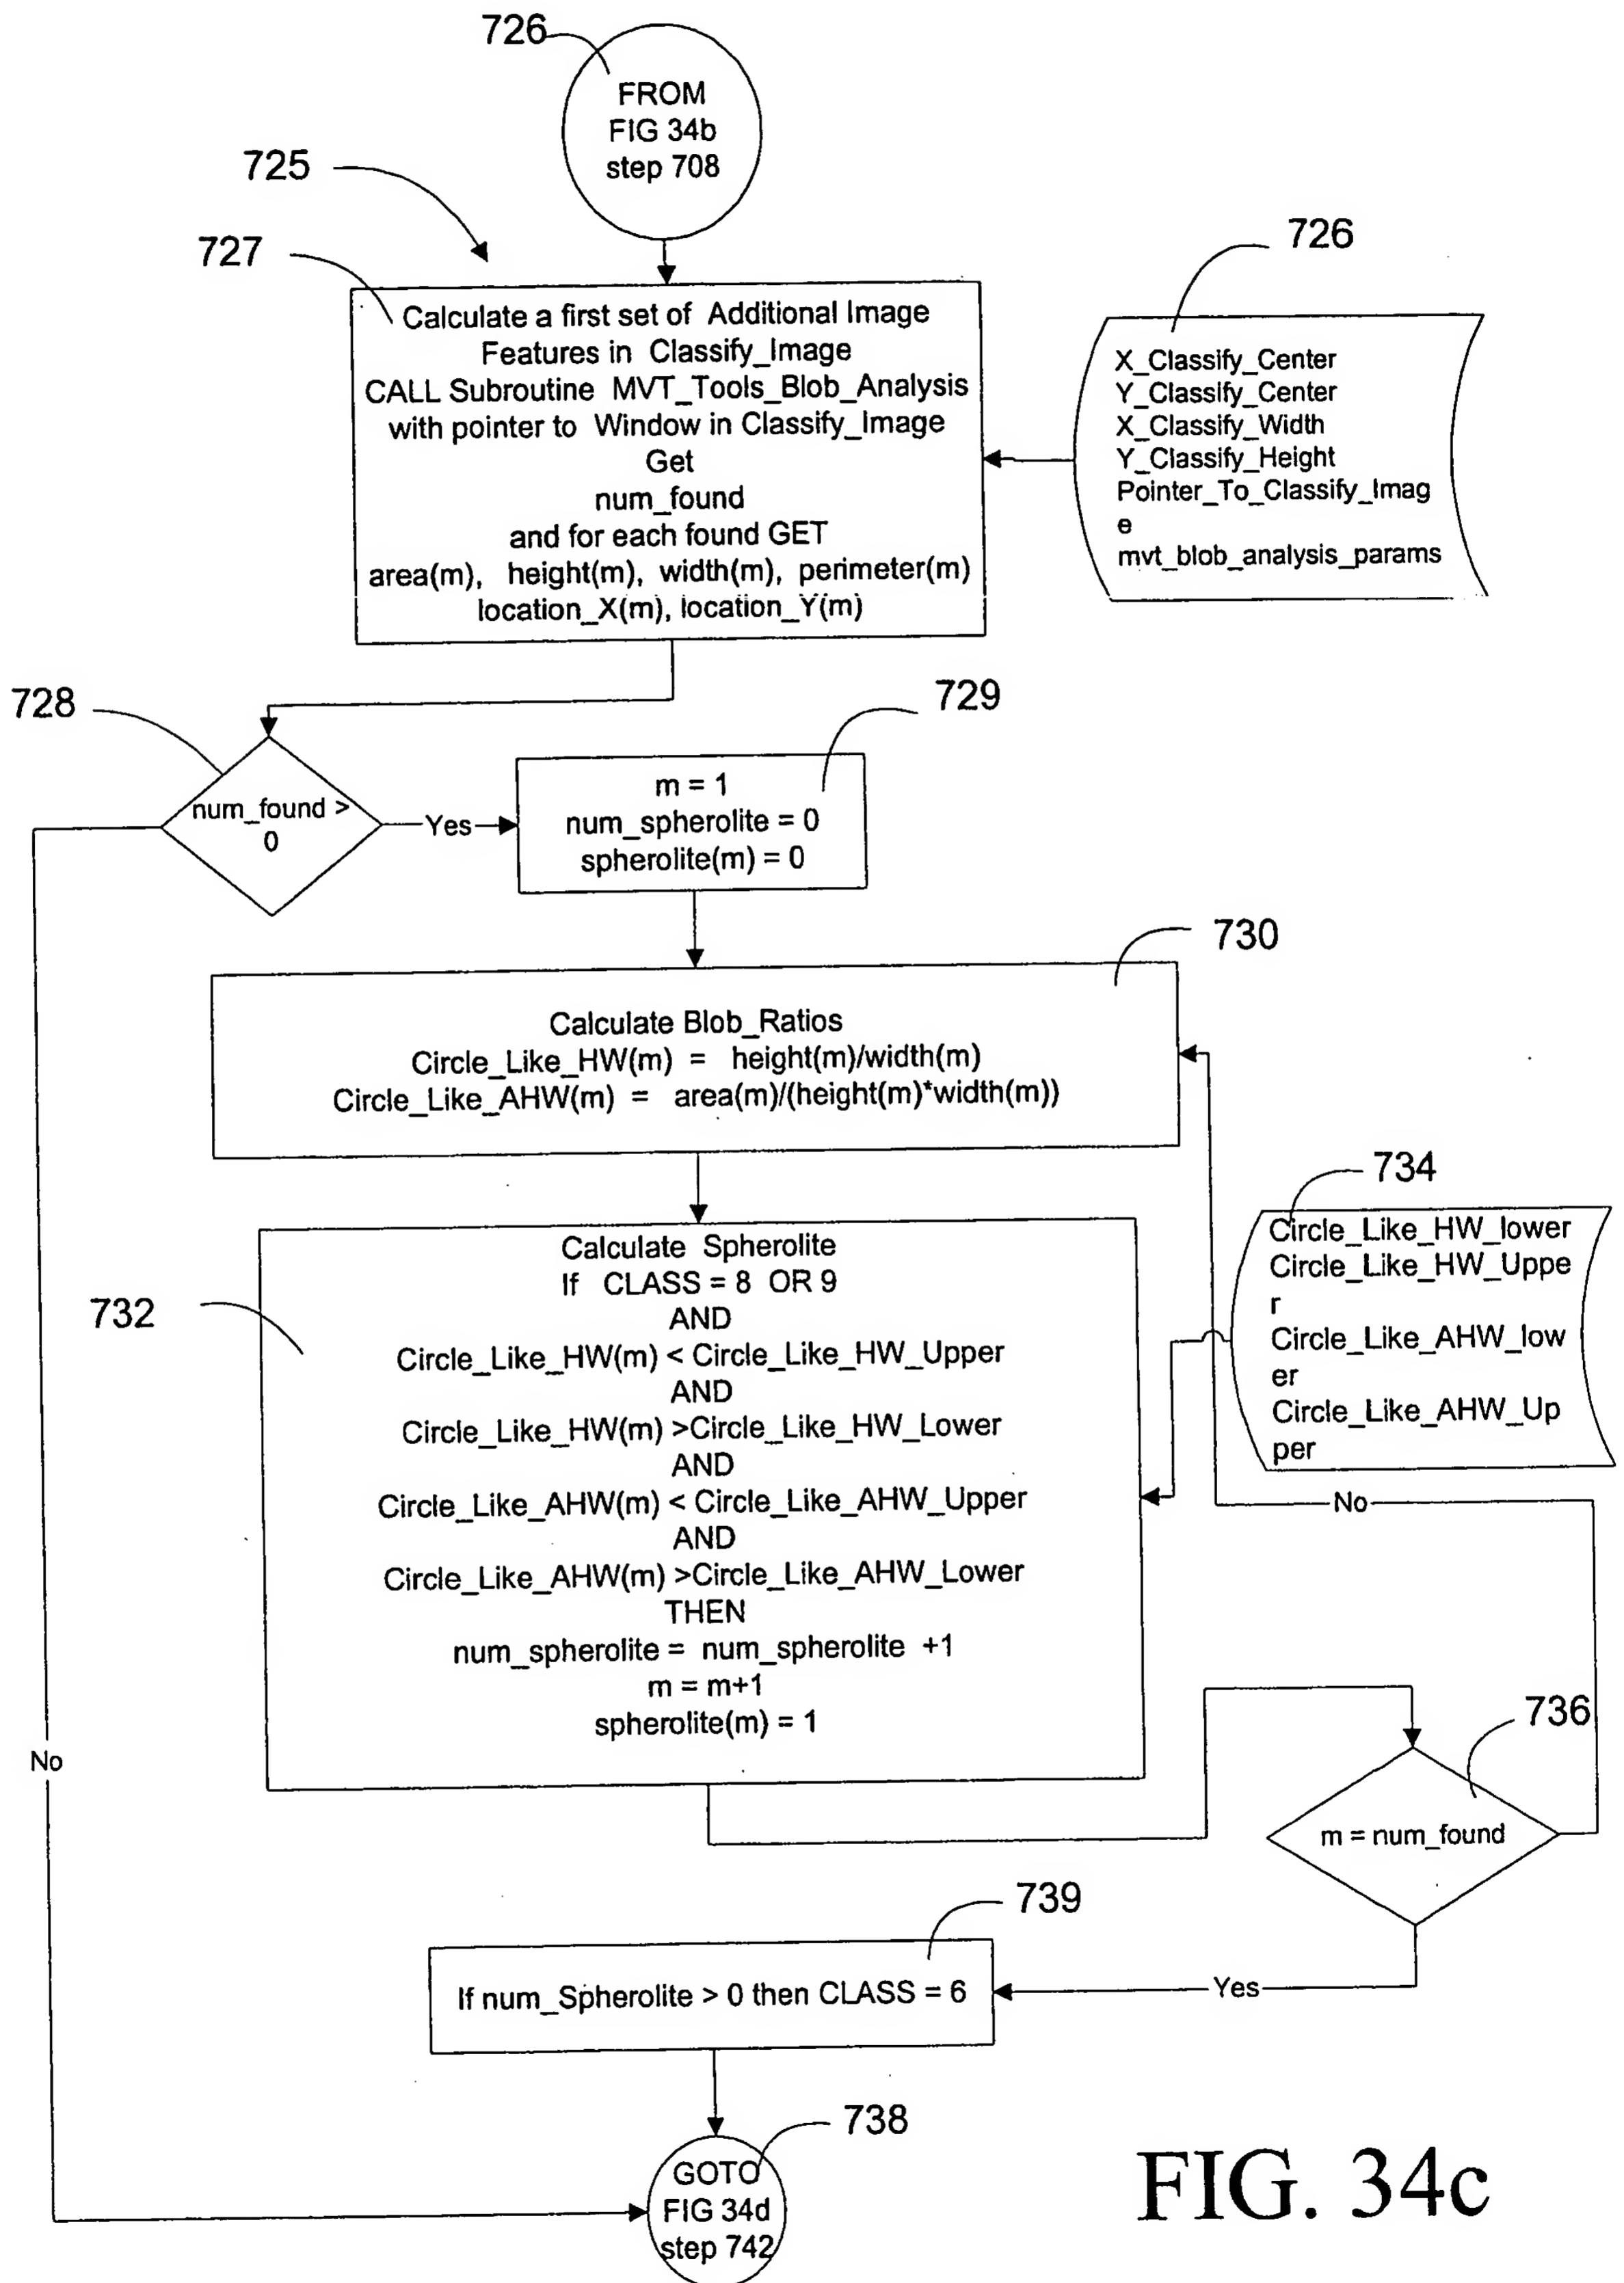 726
FROM
FIG 34b
step 708
725
727
Calculate a first set of Additional Image
Features in Classify_Image
CALL Subroutine MVT_Tools_Blob_Analysis
with pointer to Window in Classify_Image
Get
num_found
and for each found GET
area(m), height(m), width(m), perimeter(m)
location_X(m), location_Y(m)
726
X_Classify_Center
Y_Classify_Center
X_Classify_Width
Y_Classify_Height
Pointer_To_Classify_Imag
e
mvt_blob_analysis_params
728
num_found >
0
Yes
729
m = 1
num_spherolite = 0
spherolite(m) = 0
730
Calculate Blob_Ratios
Circle_Like_HW(m) = height(m)/width(m)
Circle_Like_AHW(m) = area(m)/(height(m)*width(m))
734
Circle_Like_HW_lower
Circle_Like_HW_Uppe
r
Circle_Like_AHW_low
er
Circle_Like_AHW_Up
per
732
Calculate Spherolite
If CLASS = 8 OR 9
AND
Circle_Like_HW(m) < Circle_Like_HW_Upper
AND
Circle_Like_HW(m) >Circle_Like_HW_Lower
AND
Circle_Like_AHW(m) < Circle_Like_AHW_Upper
AND
Circle_Like_AHW(m) >Circle_Like_AHW_Lower
THEN
num_spherolite = num_spherolite +1
m = m+1
spherolite(m) = 1
No
736
m = num_found
No
739
If num_Spherolite > 0 then CLASS = 6
Yes
738
GOTO
FIG 34d
step 742
FIG. 34c